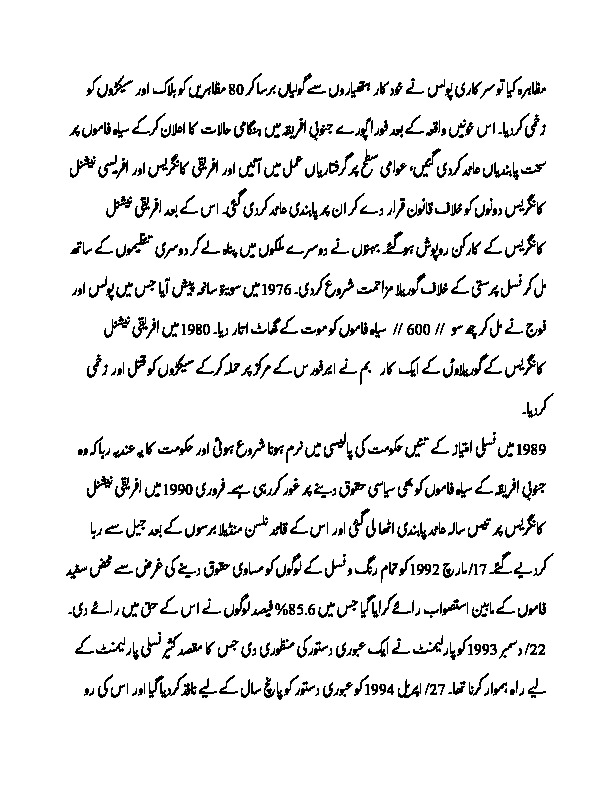 مظاہرہ کیا تو سرکاری پولس نے خود کار ہتھیاروں سے گولیاں برسا کر 80 مظاہرین کو ہلاک اور سیکڑوں کو
زخمی کردیا۔ اس خونیں واقعہ کے بعد فوراً پورے جنوبی افریقہ میں ہنگامی حالات کا اعلان کرکے سیاہ فاموں پر
سخت پابندیاں عائد کردی گئیں، عوامی سطح پر گرفتاریاں عمل میں آئیں اور افریقی کانگریس اور افریسی نیشنل
کانگریس دونوں کو خلاف قانون قرار دے کر ان پر پابندی عائد کردی گئی۔ اس کے بعد افریقی نیشنل
کانگریس کے کارکن روپوش ہوگئے۔ بہتوں نے دوسرے ملکوں میں پناہ لے کر دوسری تنظیموں کے ساتھ
مل کر نسل پرستی کے خلاف گوریلا مزاحمت شروع کردی۔ 1976 میں سویٹو سانحہ پیش آیا جس میں پولس اور
فوج نے مل کر چھ سو // 600 // سیاہ فاموں کو موت کے گھاٹ اتار دیا۔ 1980 میں افریقی نیشنل
کانگریس کے گوریلاوں کے ایک کار بم نے ایرفورس کے مرکز پر حملہ کرکے سیکڑوں کو قتل اور زخمی
کردیا۔
1989 میں نسلی امتیاز کے تئیں حکومت کی پالیسی میں نرم ہونا شروع ہوئی اور حکومت کا یہ عندیہ رہا کہ وہ
جنوبی افریقہ کے سیاہ فاموں کو بھی سیاسی حقوق دینے پر غور کررہی ہے۔ فروری 1990 میں افریقی نیشنل
کانگریس پر تیس سالہ عائد پابندی اٹھالی گئی اور اس کے قائد نلسن منڈیلا برسوں کے بعد جیل سے رہا
کردیے گئے۔ 17/مارچ 1992 کو تمام رنگ و نسل کے لوگوں کو مساوی حقوق دینے کی غرض سے محض سفید
فاموں کے مابین استصواب رائے کرایا گیا جس میں 85.6% فیصد لوگوں نے اس کے حق میں رائے دی۔
22/ دسمبر 1993 کو پارلیمنٹ نے ایک عبوری دستور کی منظوری دی جس کا مقصد کثیر نسلی پارلیمنٹ کے
لیے راہ ہموار کرنا تھا۔ 27/ اپریل 1994 کو عبوری دستور کو پانچ سال کے لیے نافذ کردیا گیا اور اس کی رو